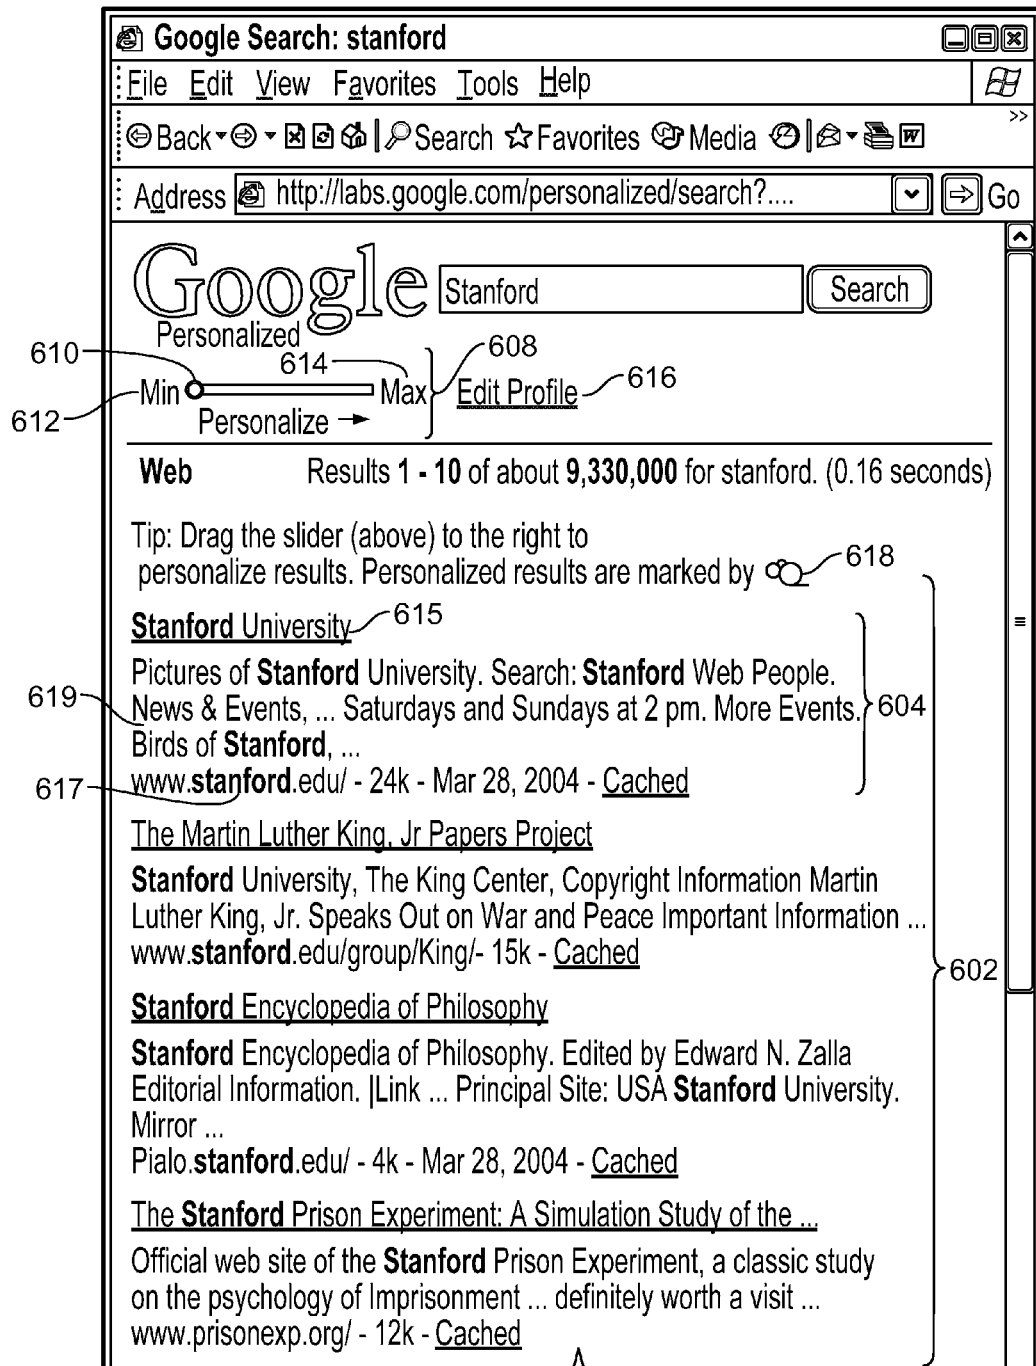 Google Search: stanford
File Edit View Favorites Tools Help
Back Search Favorites Media W >>
Address http://labs.google.com/personalized/search?.... Go
Google Stanford Search
Personalized
610 614 608
Min Max Edit Profile 616
612 Personalize
Web Results 1 - 10 of about 9,330,000 for stanford. (0.16 seconds)
Tip: Drag the slider (above) to the right to
personalize results. Personalized results are marked by 618
Stanford University 615
Pictures of Stanford University. Search: Stanford Web People.
619 News & Events, ... Saturdays and Sundays at 2 pm. More Events. 604
Birds of Stanford, ...
617 www.stanford.edu/ - 24k - Mar 28, 2004 - Cached
The Martin Luther King, Jr Papers Project
Stanford University, The King Center, Copyright Information Martin
Luther King, Jr. Speaks Out on War and Peace Important Information ...
www.stanford.edu/group/King/- 15k - Cached
602
Stanford Encyclopedia of Philosophy
Stanford Encyclopedia of Philosophy. Edited by Edward N. Zalla
Editorial Information. |Link ... Principal Site: USA Stanford University.
Mirror ...
Pialo.stanford.edu/ - 4k - Mar 28, 2004 - Cached
The Stanford Prison Experiment: A Simulation Study of the ...
Official web site of the Stanford Prison Experiment, a classic study
on the psychology of Imprisonment ... definitely worth a visit ...
www.prisonexp.org/ - 12k - Cached